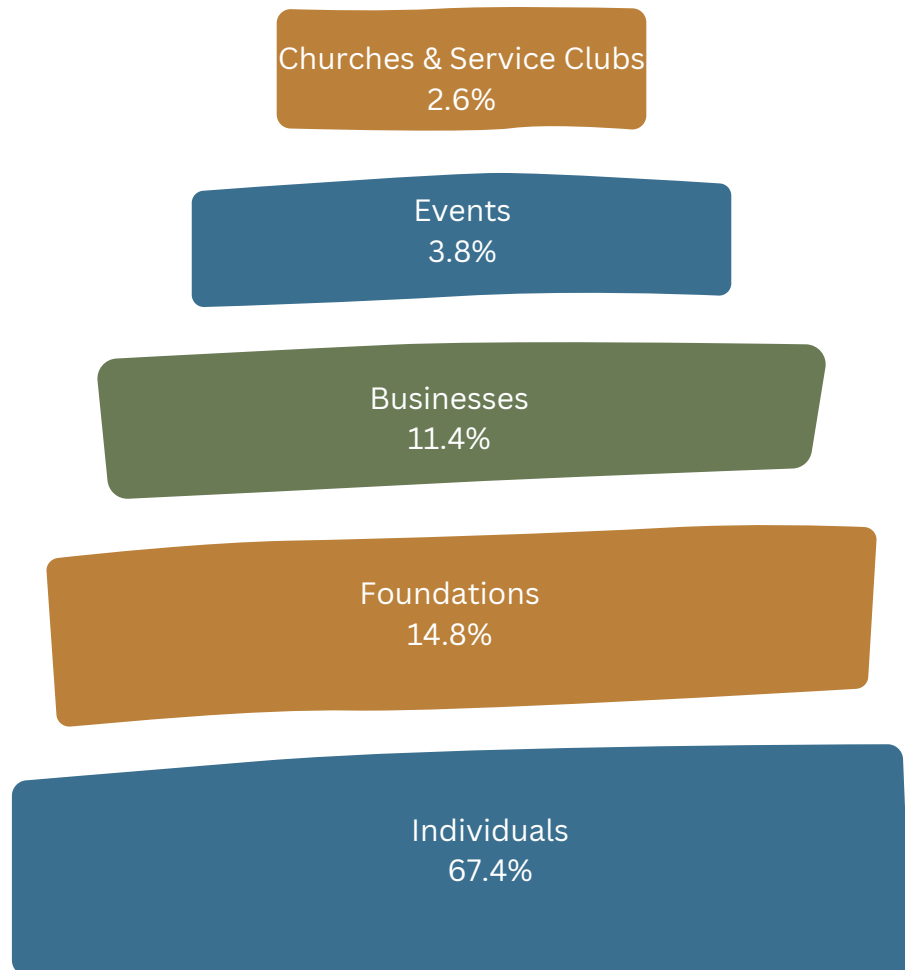 Churches & Service Clubs
2.6%
Events
3.8%
Businesses
11.4%
Foundations
14.8%
Individuals
67.4%